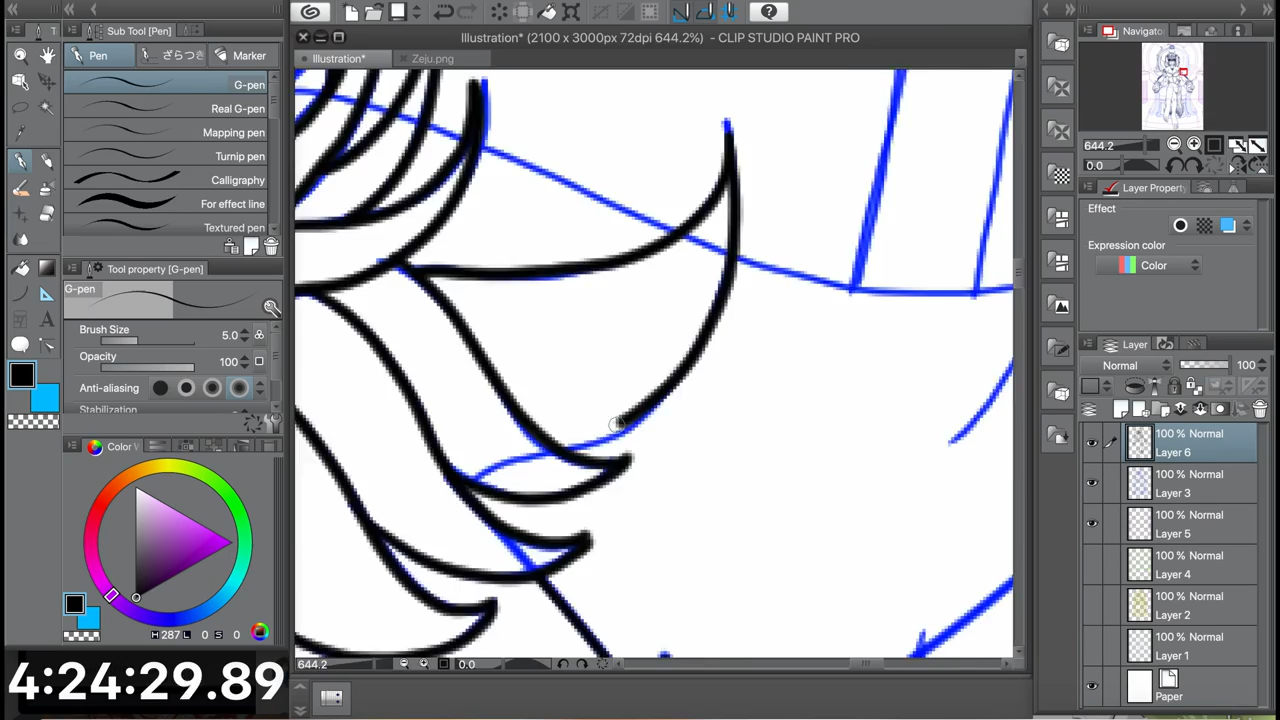 Illustration* (2100 x 3000px 72dpi 644.2%) - CLIP STUDIO PAINT PRO
Illustration*
Zeju.png
T
Sub Tool [Pen]
Pen
ざらつき
Marker
G-pen
Real G-pen
Mapping pen
Turnip pen
Calligraphy
For effect line
Textured pen
Tool property [G-pen]
G-pen
Brush Size
5.0
Opacity
100
Anti-aliasing
Stabilization
Color W
H 287 L 0 S 0
4:24:29.89
644.2
0.0
Navigato
644.2
0.0
Layer Property
Effect
Expression color
Color
Layer
Normal
100
100 % Normal
Layer 6
100 % Normal
Layer 3
100 % Normal
Layer 5
100 % Normal
Layer 4
100 % Normal
Layer 2
100 % Normal
Layer 1
Paper